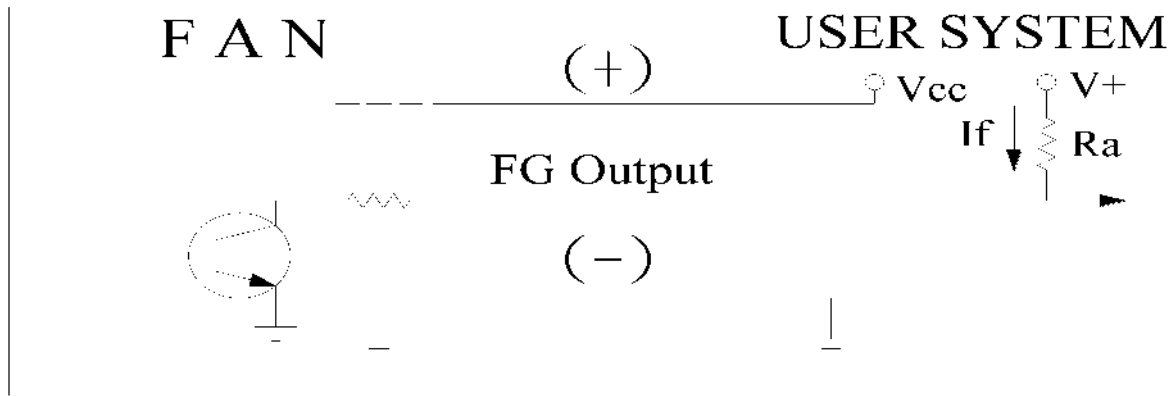 F A N
USER SYSTEM
(+)
Vcc
V+
If
Ra
FG Output
(−)